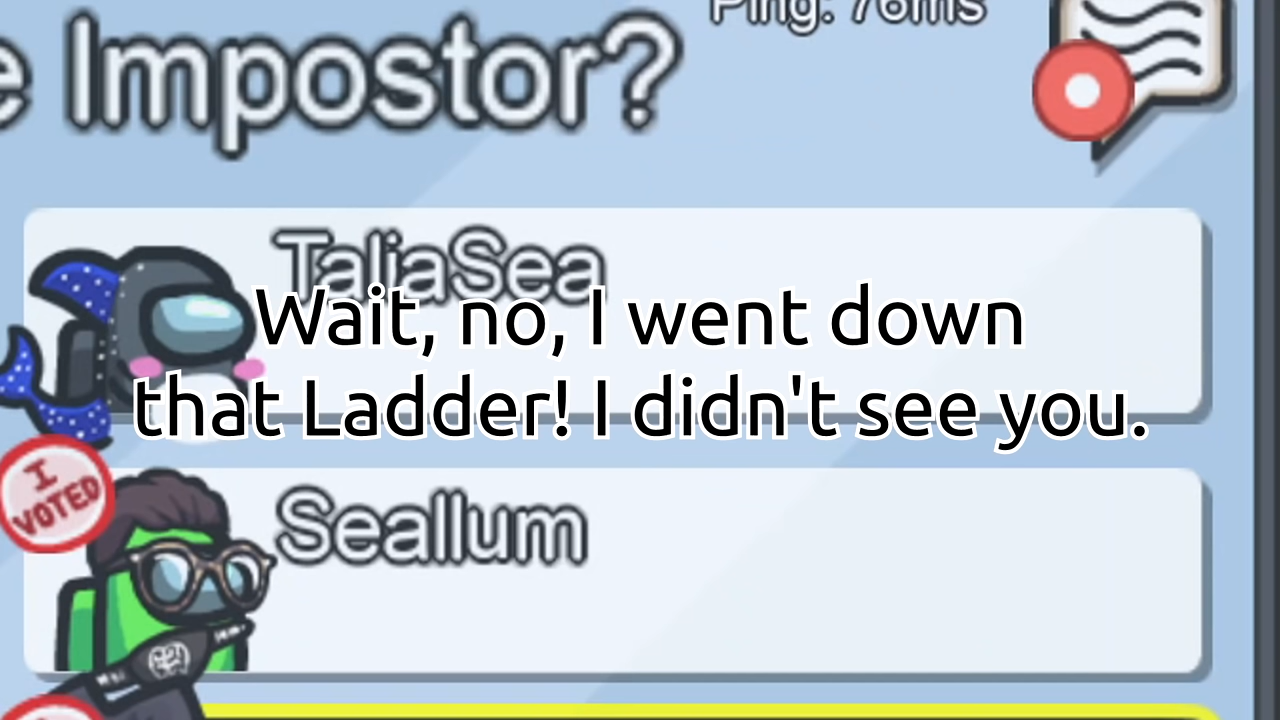 e Impostor?
Ping: 76ms
TaliaSea
Wait, no, I went down
that Ladder! I didn't see you.
I
VOTED
Seallum